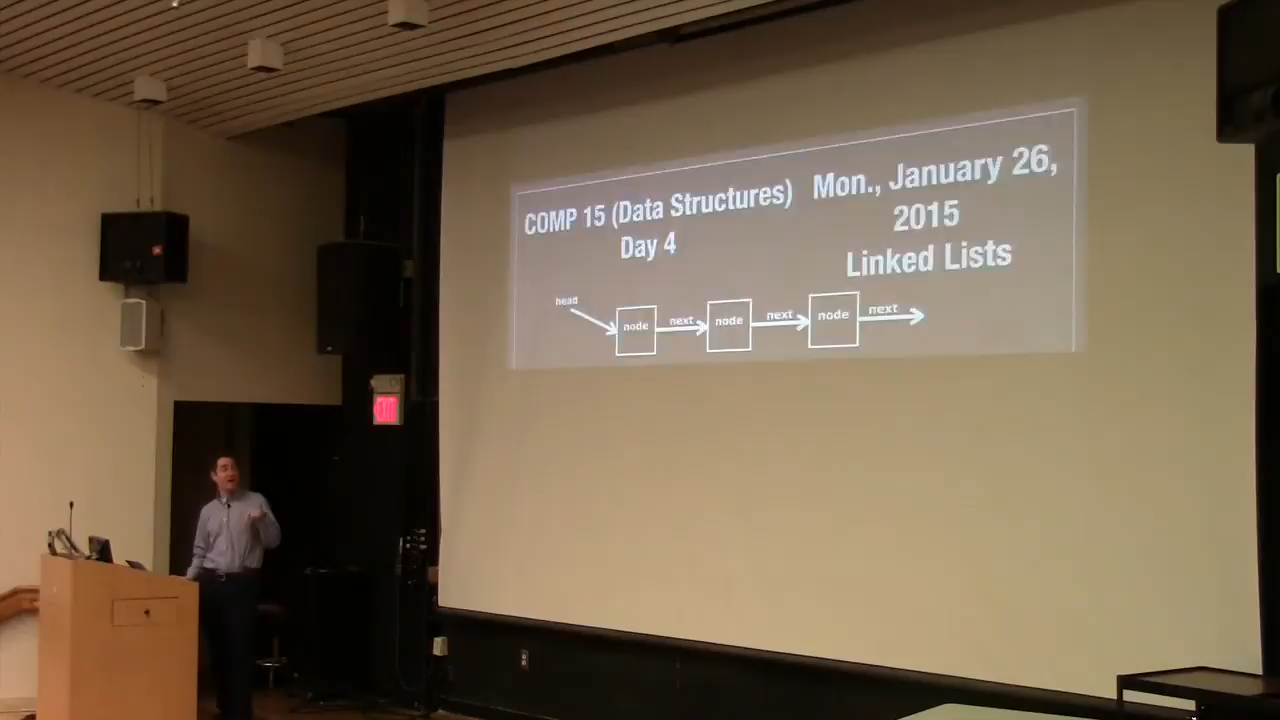 COMP 15 (Data Structures)
Day 4
Mon., January 26,
2015
Linked Lists
head
node next node next node next
EXIT